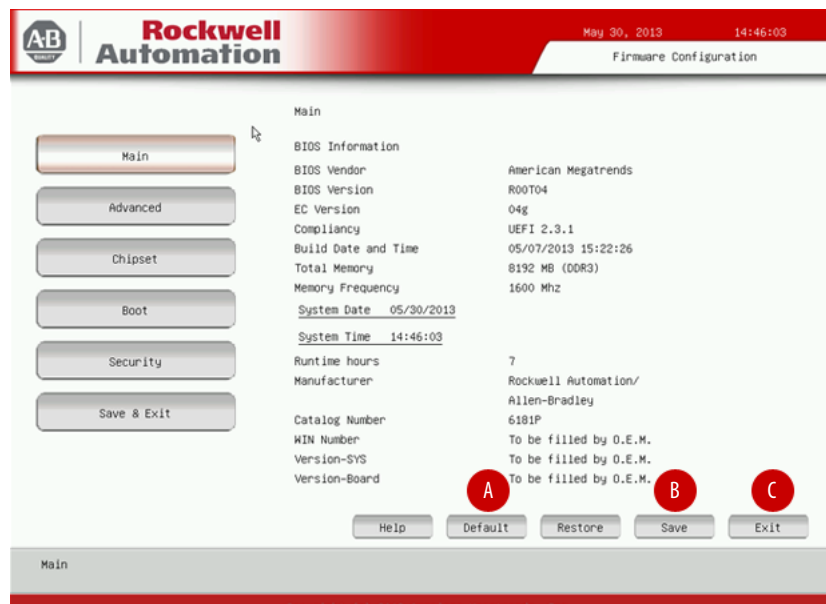 AB
QUALITY
Rockwell
Automation
May 30, 2013 14:46:03
Firmware Configuration
Main
Advanced
Chipset
Boot
Security
Save & Exit
Main
BIOS Information
BIOS Vendor American Megatrends
BIOS Version R00T04
EC Version 04g
Compliancy UEFI 2.3.1
Build Date and Time 05/07/2013 15:22:26
Total Memory 8192 MB (DDR3)
Memory Frequency 1600 Mhz
System Date 05/30/2013
System Time 14:46:03
Runtime hours 7
Manufacturer Rockwell Automation/
Allen-Bradley
Catalog Number 6181P
WIN Number To be filled by O.E.M.
Version-SYS To be filled by O.E.M.
Version-Board To be filled by O.E.M.
A B C
Help Default Restore Save Exit
Main